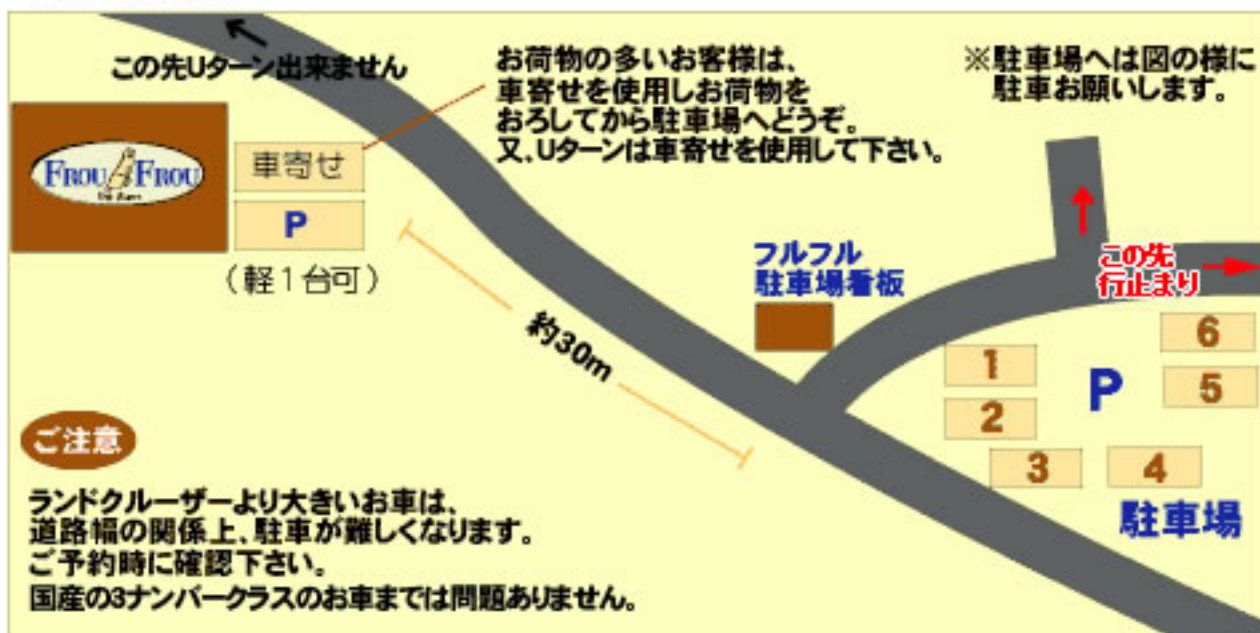 この先Uターン出来ません
お荷物の多いお客様は、
車寄せを使用しお荷物を
おろしてから駐車場へどうぞ。
又、Uターンは車寄せを使用して下さい。
※駐車場へは図の様に
駐車お願いします。
FROU FROU
車寄せ
P
(軽1台可)
約30m
フルフル
駐車場看板
この先
行止まり
1
2
3
4
5
6
P
駐車場
ご注意
ランドクルーザーより大きいお車は、
道路幅の関係上、駐車が難しくなります。
ご予約時に確認下さい。
国産の3ナンバークラスのお車までは問題ありません。